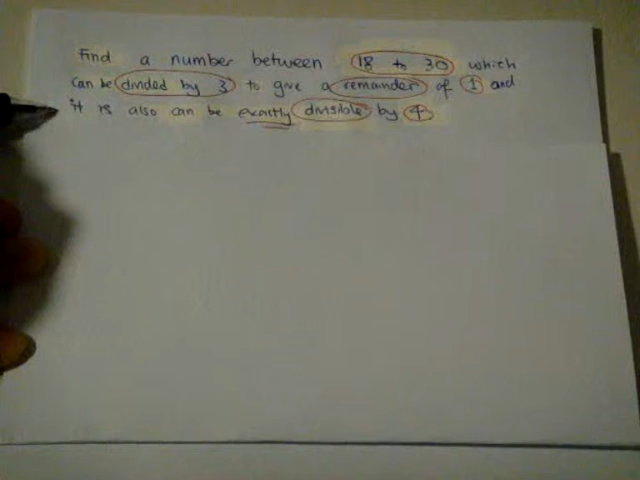 Find a number between 18 to 30 which
can be divided by 3 to give a remainder of 1 and
it is also can be exactly divisible by 4